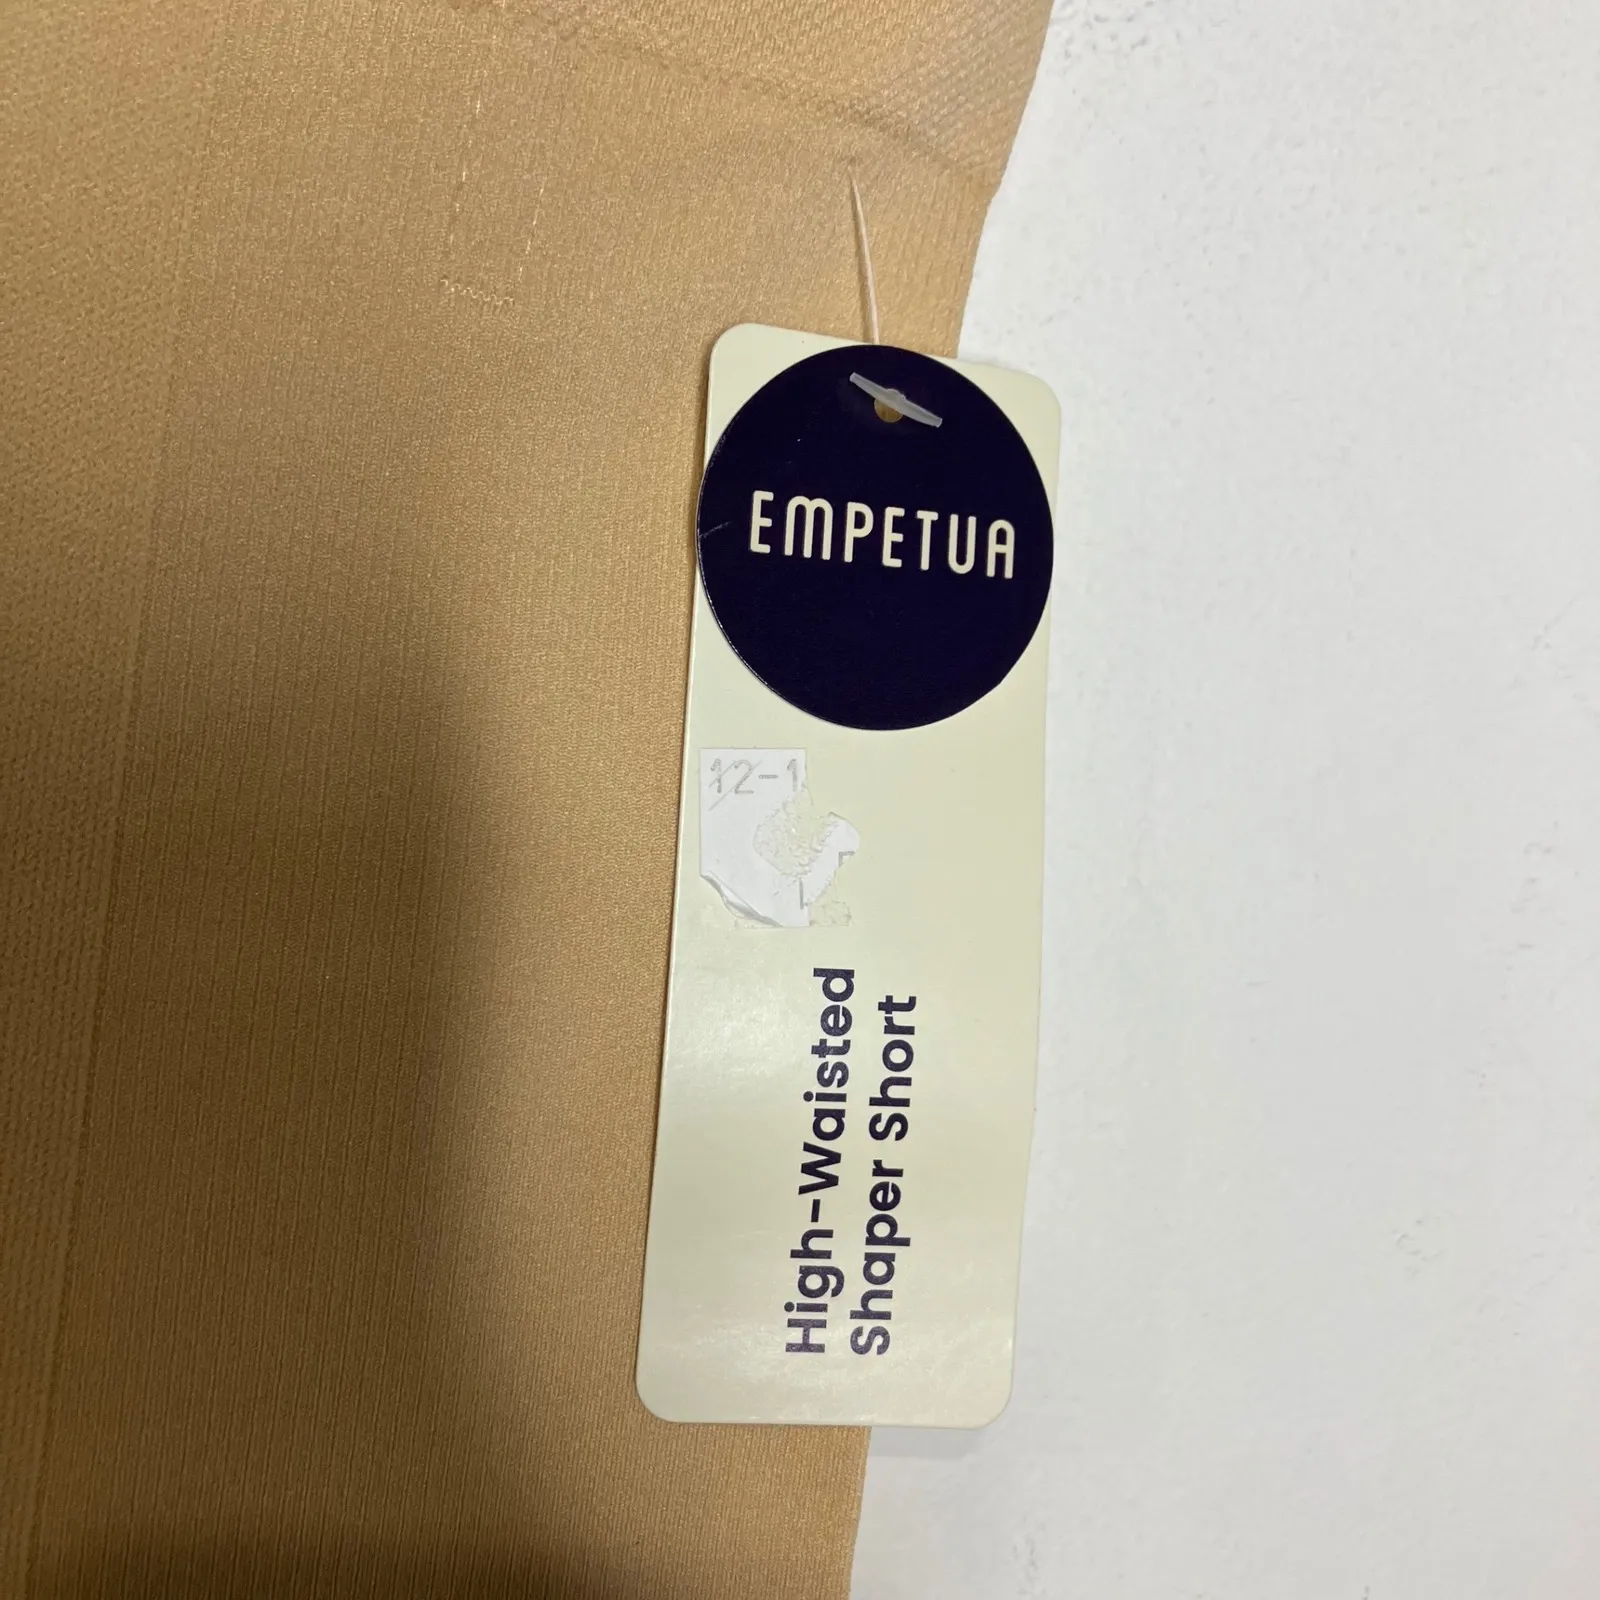 EMPETUA
12-1
High-Waisted
Shaper Short